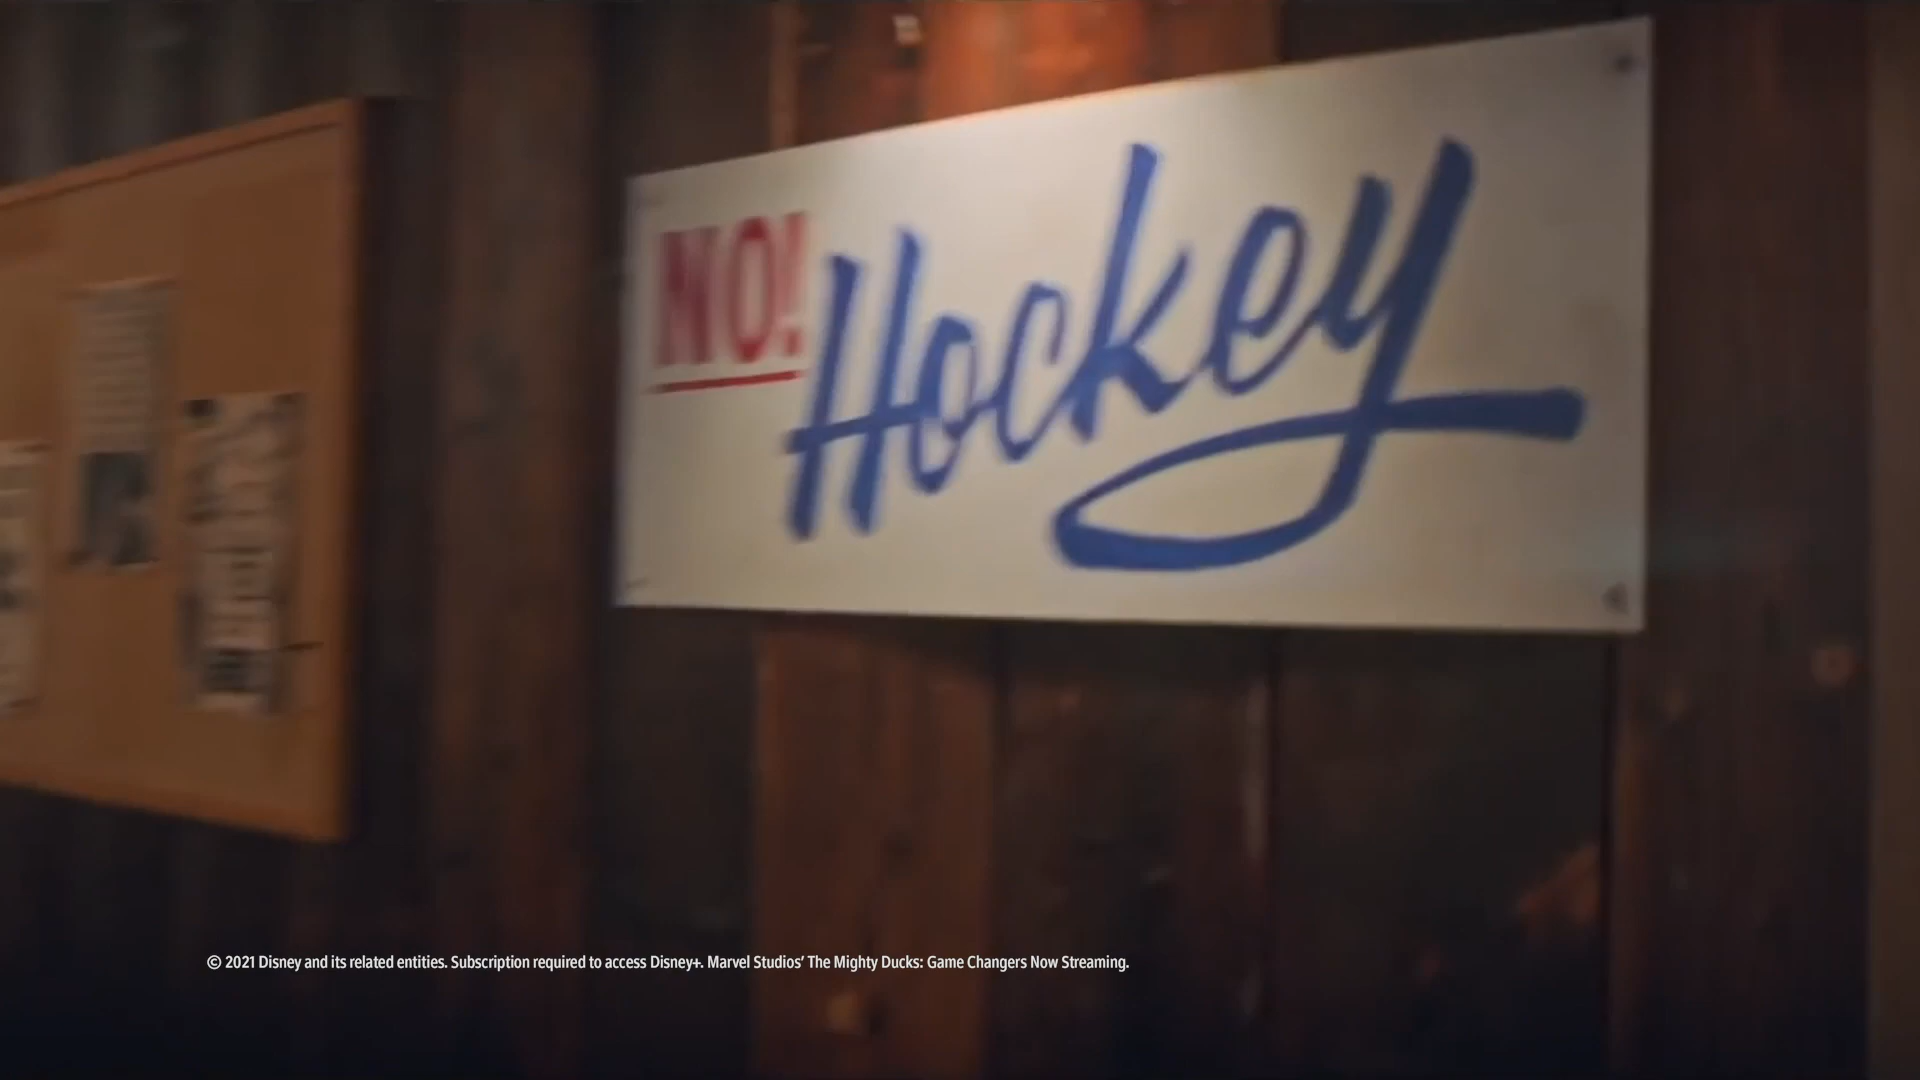 NO!
Hockey
© 2021 Disney and its related entities. Subscription required to access Disney+. Marvel Studios’ The Mighty Ducks: Game Changers Now Streaming.